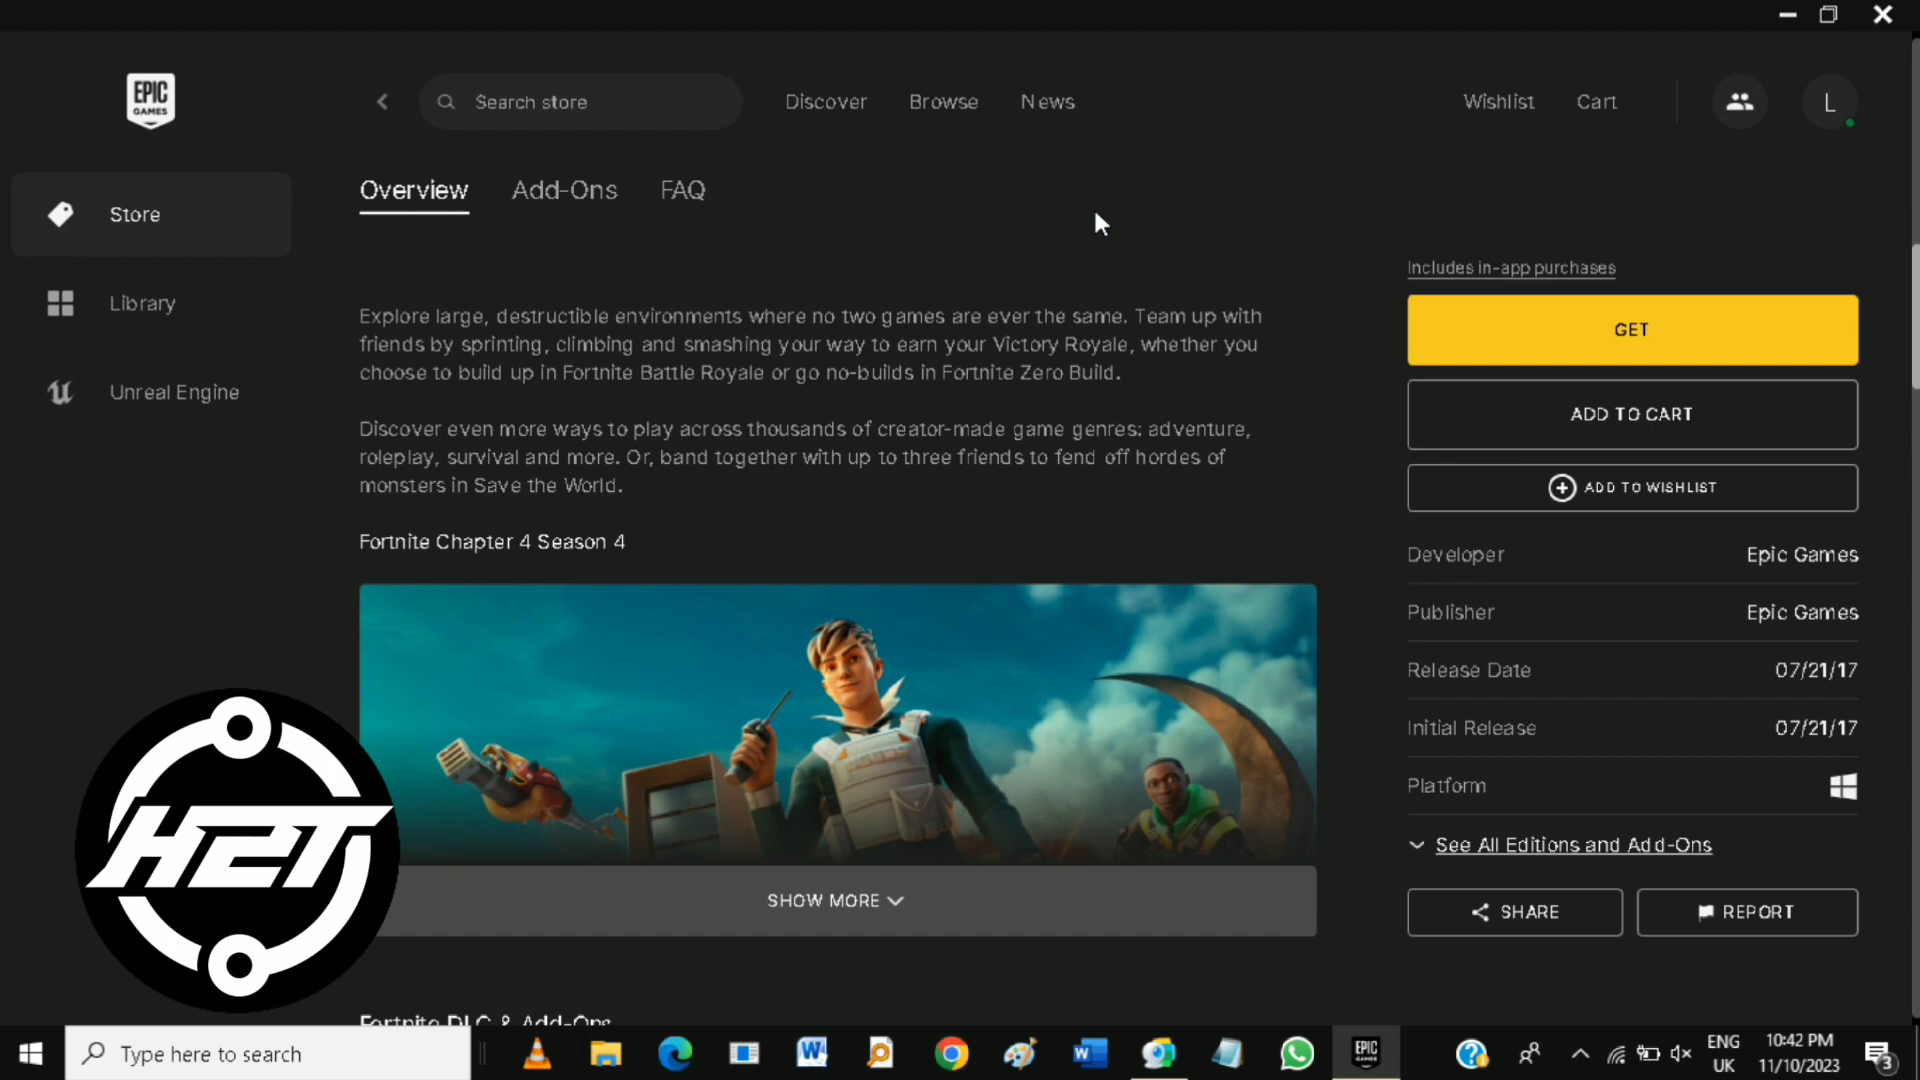 EPIC
GAMES
Search store
Discover
Browse
News
Wishlist
Cart
L
Store
Library
Unreal Engine
Overview
Add-Ons
FAQ
Explore large, destructible environments where no two games are ever the same. Team up with
friends by sprinting, climbing and smashing your way to earn your Victory Royale, whether you
choose to build up in Fortnite Battle Royale or go no-builds in Fortnite Zero Build.
Discover even more ways to play across thousands of creator-made game genres: adventure,
roleplay, survival and more. Or, band together with up to three friends to fend off hordes of
monsters in Save the World.
Fortnite Chapter 4 Season 4
SHOW MORE
Fortnite DLC & Add-Ons
Includes in-app purchases
GET
ADD TO CART
ADD TO WISHLIST
Developer Epic Games
Publisher Epic Games
Release Date 07/21/17
Initial Release 07/21/17
Platform
See All Editions and Add-Ons
SHARE
REPORT
H2T
Type here to search
W
W
EPIC
GAMES
ENG
UK
10:42 PM
11/10/2023
3